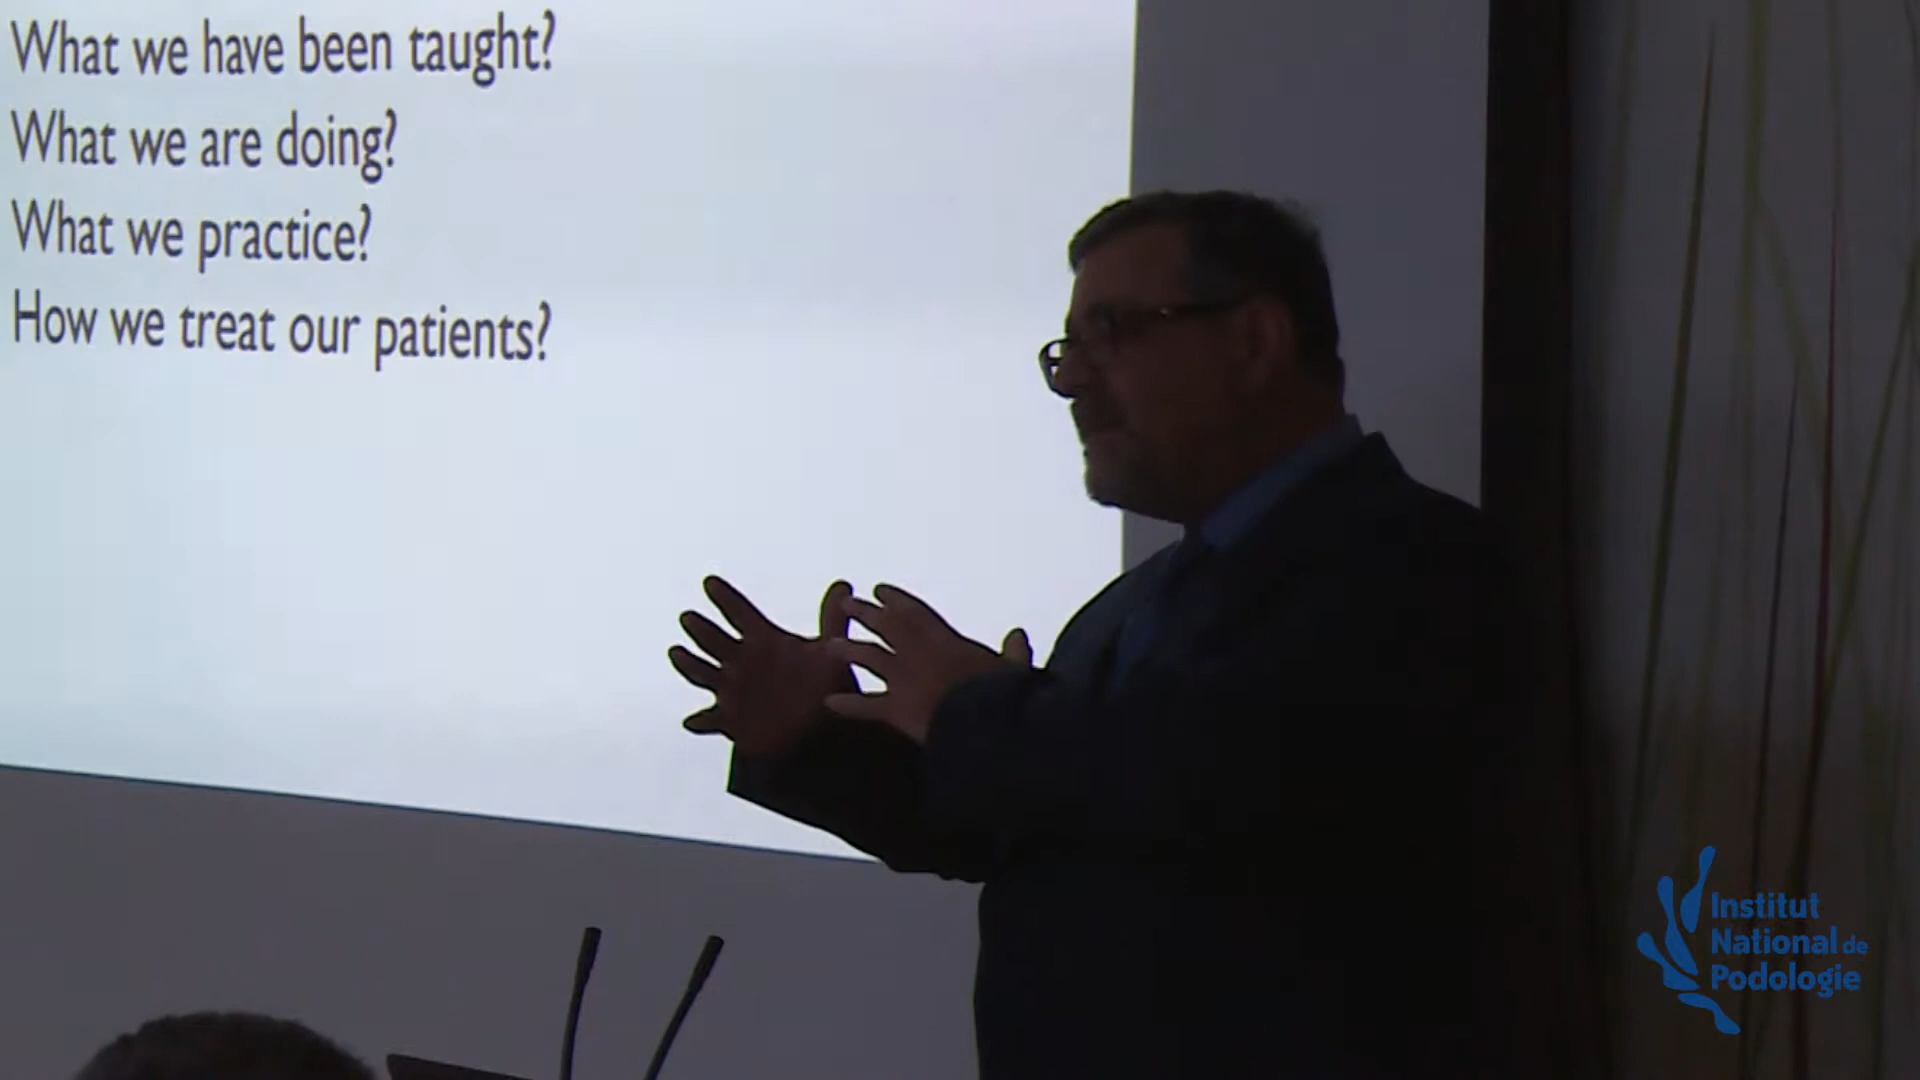 What we have been taught?
What we are doing?
What we practice?
How we treat our patients?
Institut
National de
Podologie